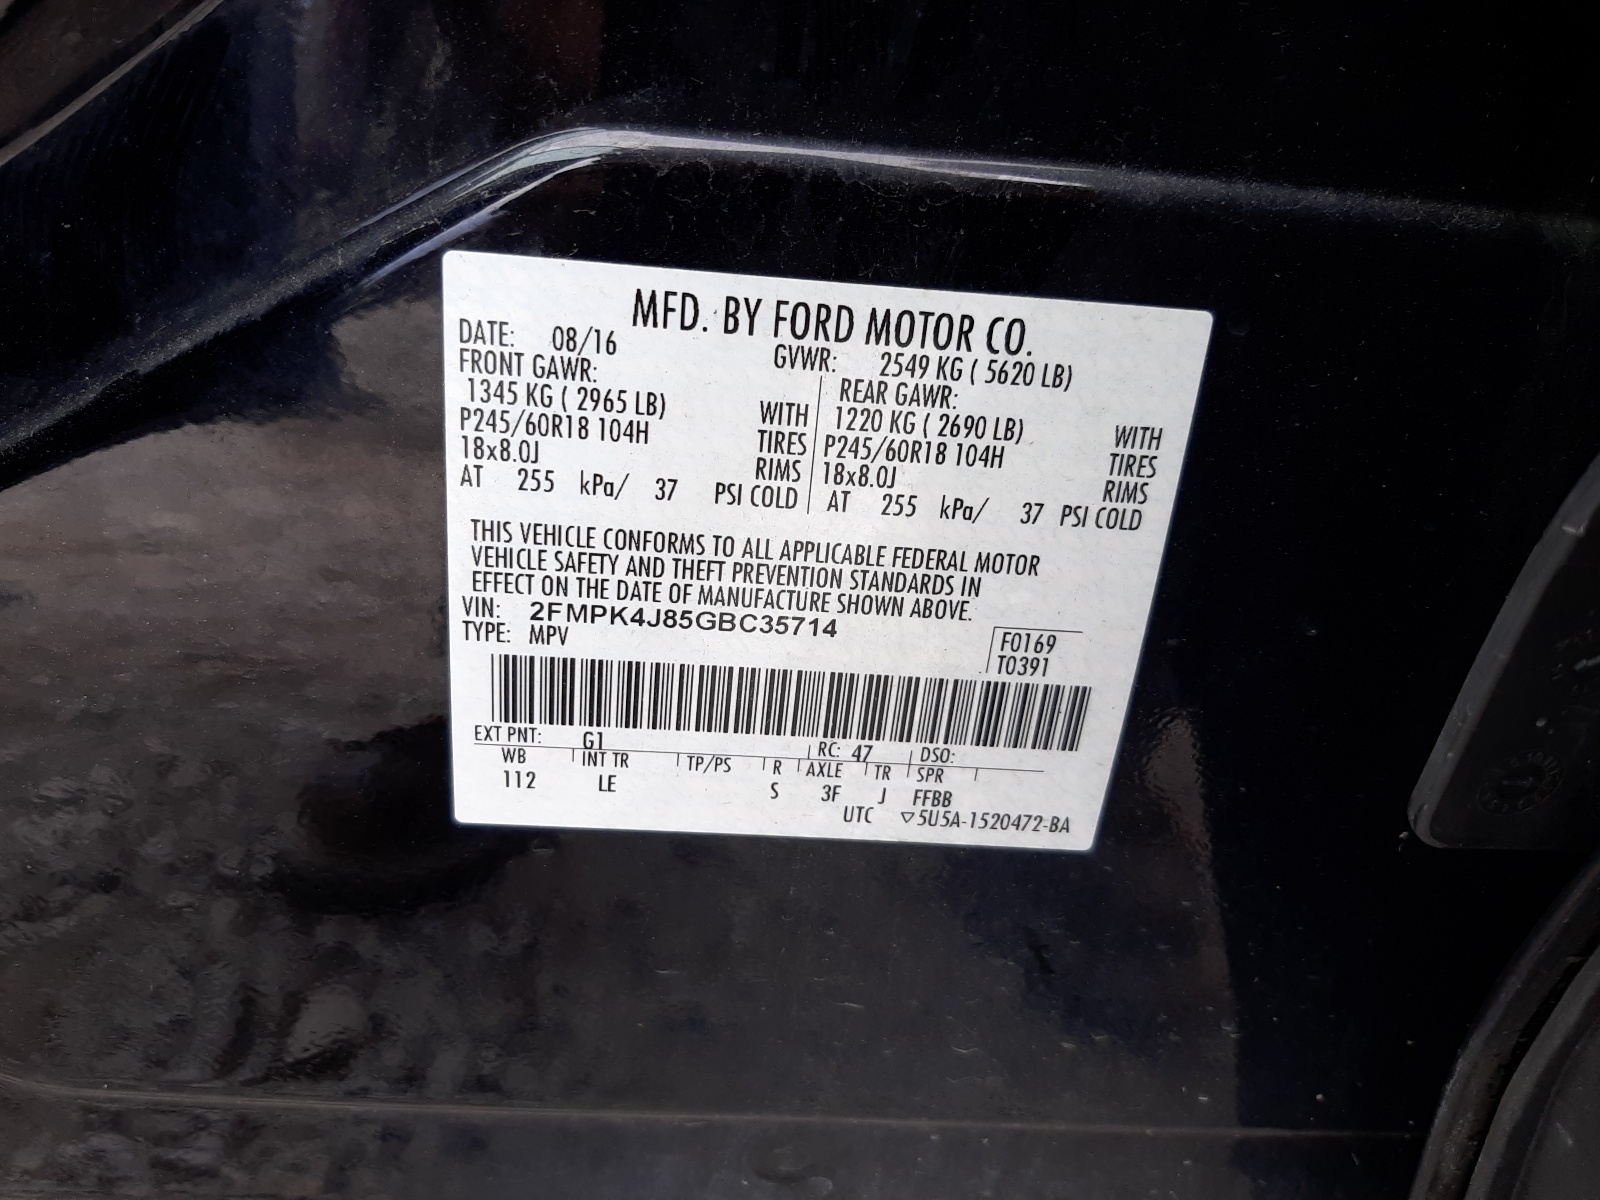 MFD. BY FORD MOTOR CO.
DATE: 08/16 GVWR: 2549 KG ( 5620 LB)
FRONT GAWR: REAR GAWR:
1345 KG ( 2965 LB) WITH 1220 KG ( 2690 LB) WITH
P245/60R18 104H TIRES P245/60R18 104H TIRES
18x8.0J RIMS 18x8.0J RIMS
AT 255 kPa/ 37 PSI COLD AT 255 kPa/ 37 PSI COLD
THIS VEHICLE CONFORMS TO ALL APPLICABLE FEDERAL MOTOR
VEHICLE SAFETY AND THEFT PREVENTION STANDARDS IN
EFFECT ON THE DATE OF MANUFACTURE SHOWN ABOVE.
VIN: 2FMPK4J85GBC35714
TYPE: MPV F0169
T0391
EXT PNT: G1 RC: 47 DSO:
WB INT TR TP/PS R AXLE TR SPR
112 LE S 3F J FFBB
UTC ▽5U5A-1520472-BA